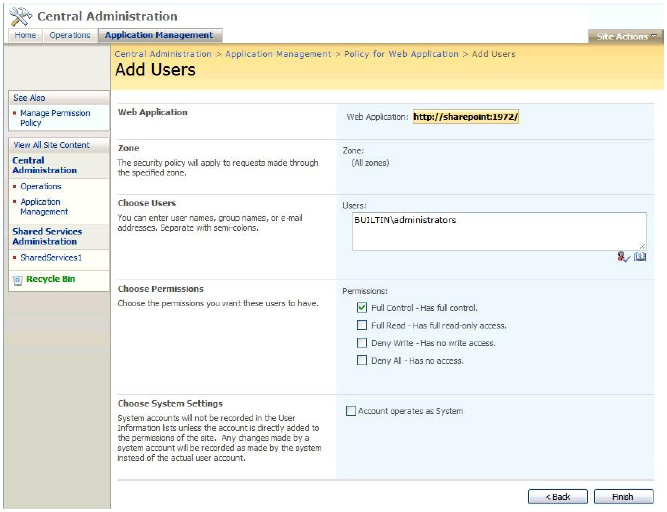 Central Administration
Home Operations Application Management
Site Actions
Central Administration > Application Management > Policy for Web Application > Add Users
Add Users
See Also
Manage Permission
Policy
View All Site Content
Central
Administration
Operations
Application
Management
Shared Services
Administration
SharedServices1
Recycle Bin
Web Application
Web Application: http://sharepoint:1972/
Zone
The security policy will apply to requests made through
the specified zone.
Zone:
(All zones)
Choose Users
You can enter user names, group names, or e-mail
addresses. Separate with semi-colons.
Users:
BUILTIN\administrators
Choose Permissions
Choose the permissions you want these users to have.
Permissions:
Full Control - Has full control.
Full Read - Has full read-only access.
Deny Write - Has no write access.
Deny All - Has no access.
Choose System Settings
System accounts will not be recorded in the User
Information lists unless the account is directly added to
the permissions of the site. Any changes made by a
system account will be recorded as made by the system
instead of the actual user account.
Account operates as System
< Back
Finish